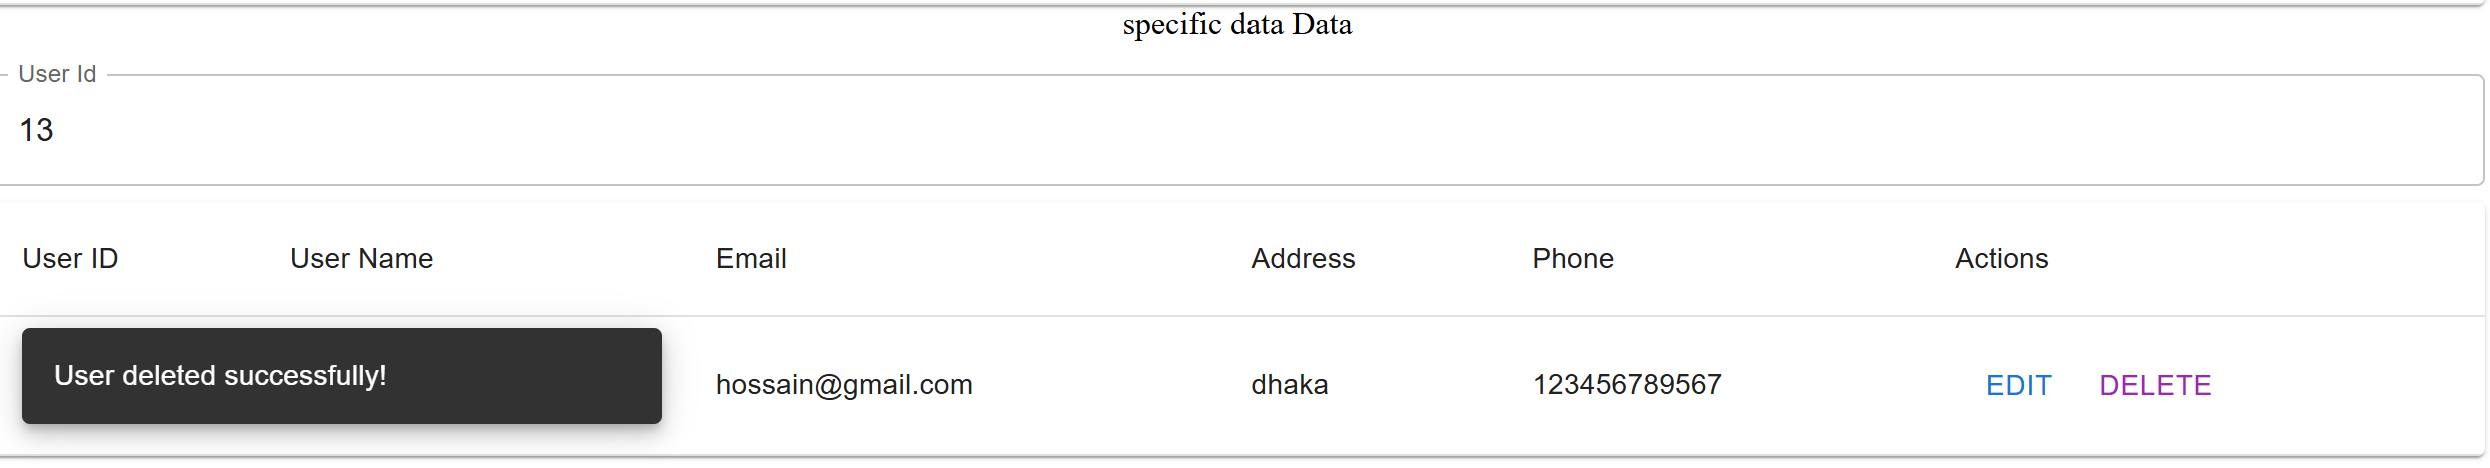 specific data Data
User Id
13
User ID User Name Email Address Phone Actions
User deleted successfully! hossain@gmail.com dhaka 123456789567 EDIT DELETE